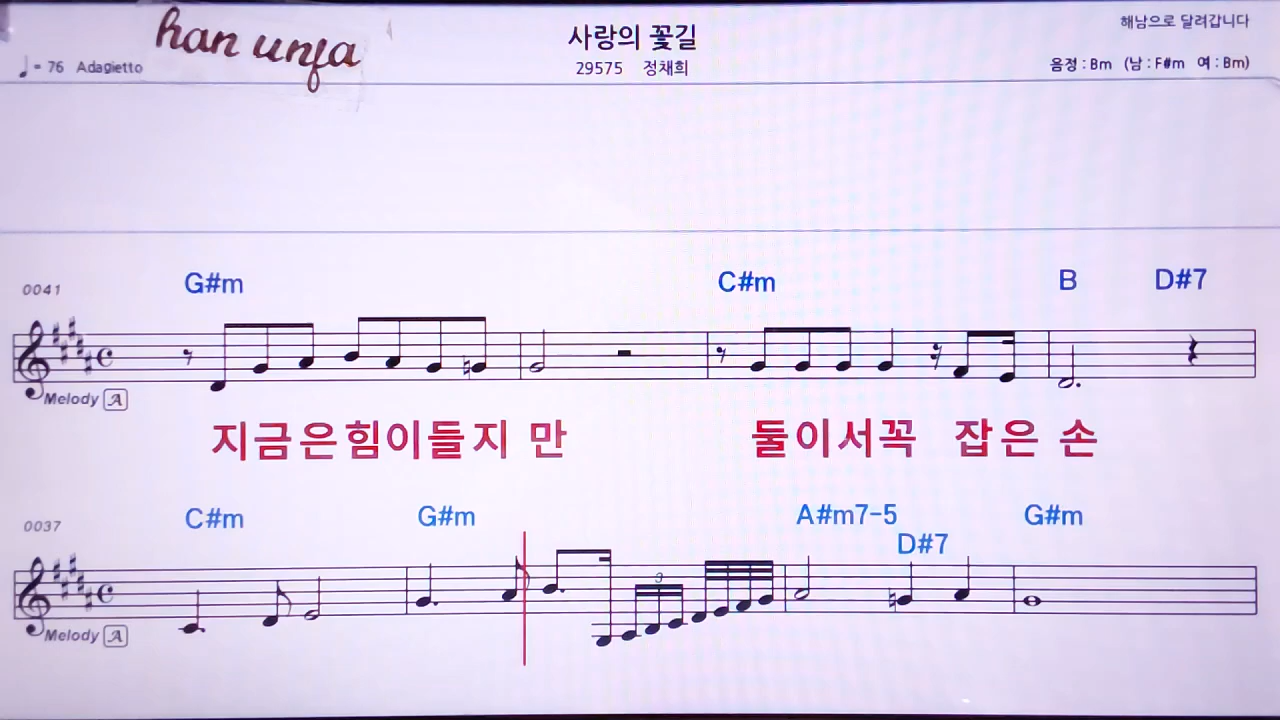 han unfa
사랑의 꽃길
해남으로 달려갑니다
♩= 76 Adagietto
29575 정채희
음정 : Bm (남 : F#m 여 : Bm)
0041 G#m C#m B D#7
Melody A
지금은힘이들지 만 둘이서꼭 잡은 손
0037 C#m G#m A#m7-5 D#7 G#m
3
Melody A